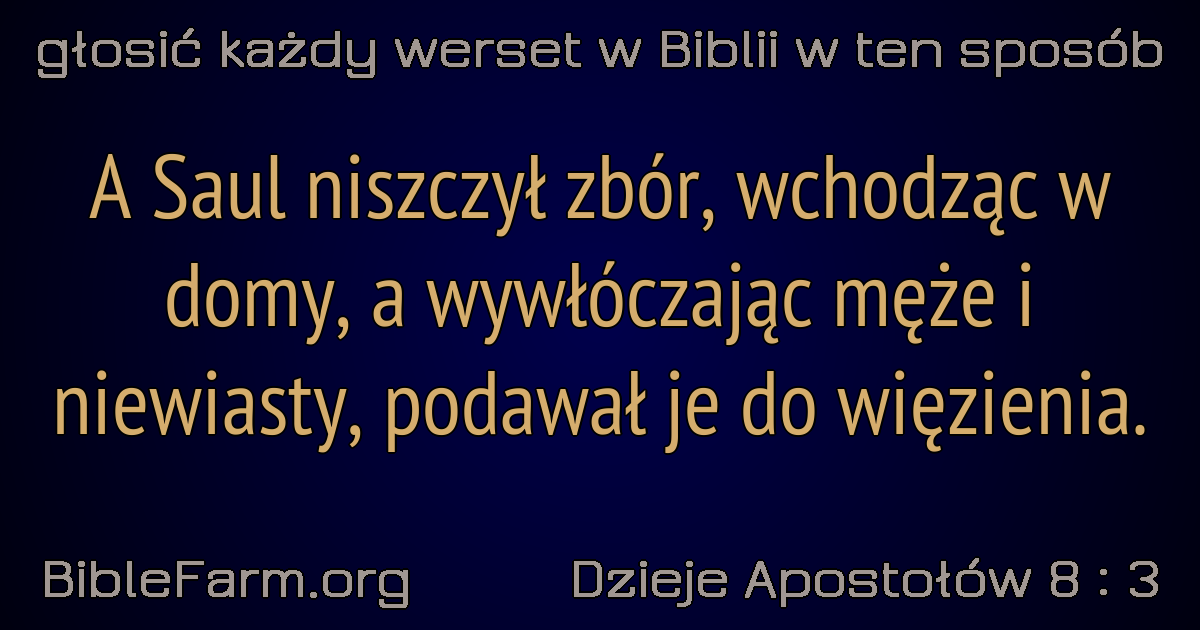 głosić każdy werset w Biblii w ten sposób
A Saul niszczył zbór, wchodząc w
domy, a wywłóczając męże i
niewiasty, podawał je do więzienia.
BibleFarm.org
Dzieje Apostołów 8 : 3